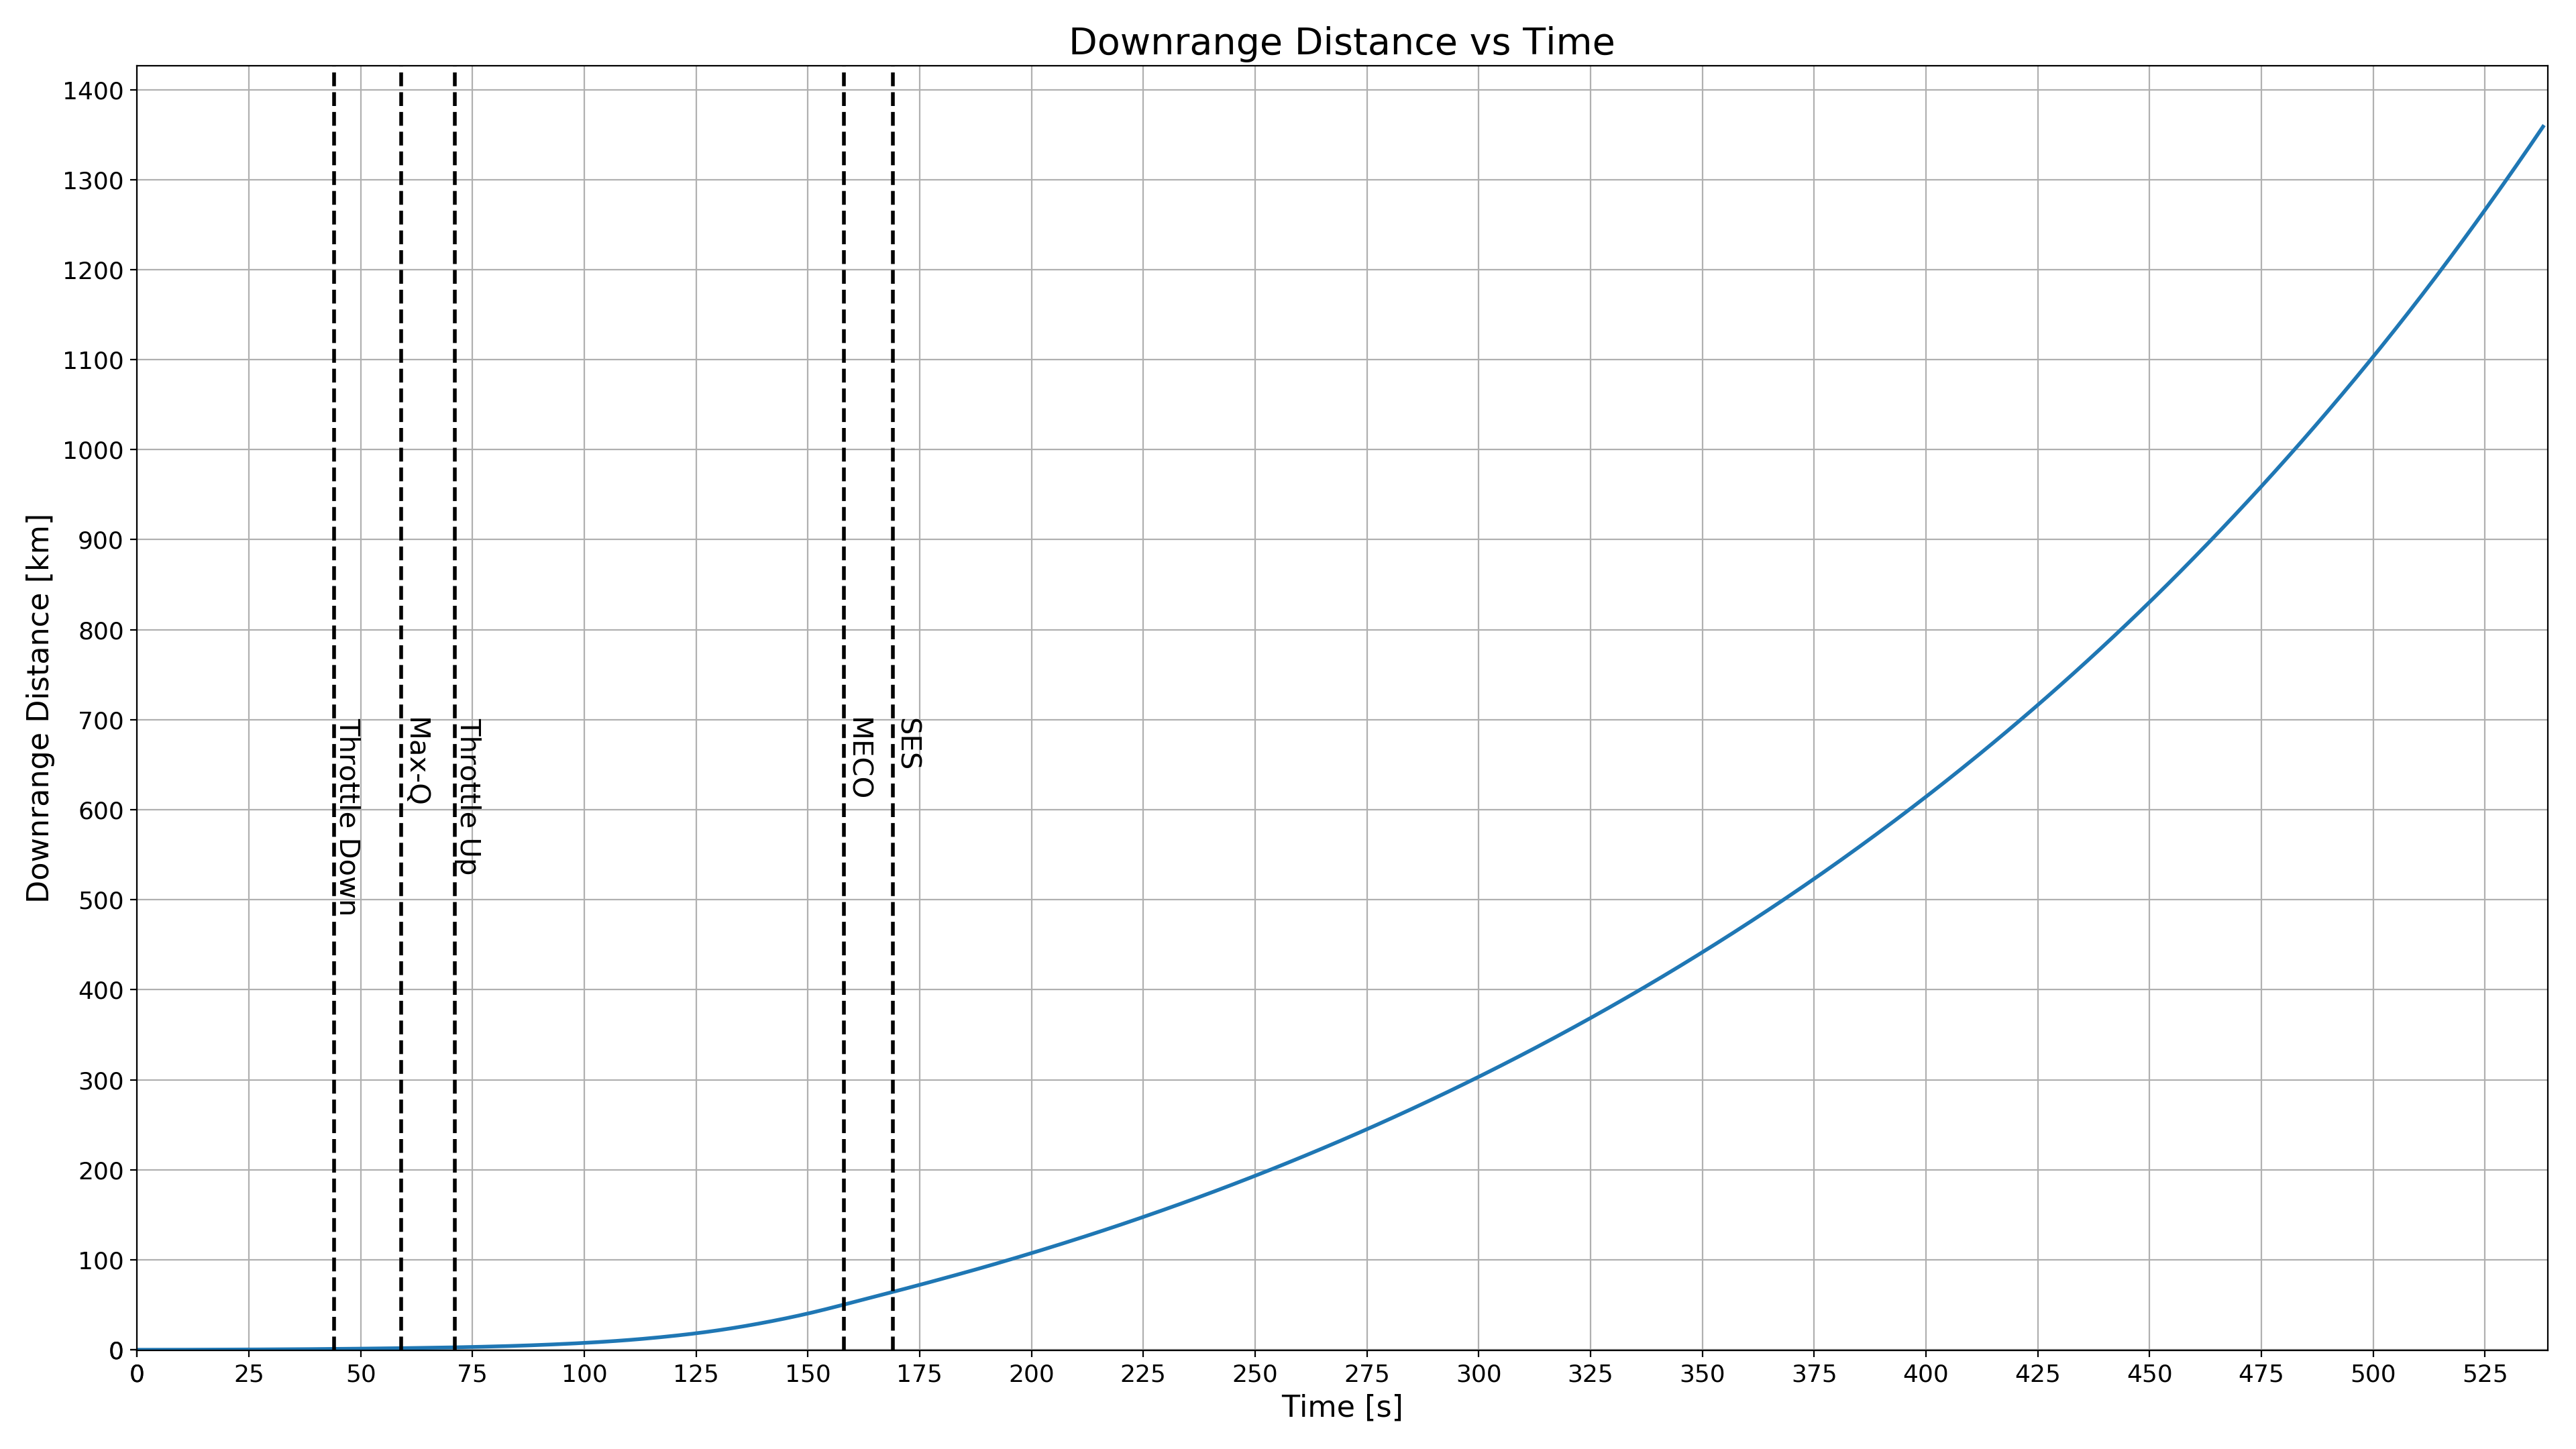 Downrange Distance vs Time
Downrange Distance [km]
1400
1300
1200
1100
1000
900
800
700
600
500
400
300
200
100
0
Throttle Down
Max-Q
Throttle Up
MECO
SES
0 25 50 75 100 125 150 175 200 225 250 275 300 325 350 375 400 425 450 475 500 525
Time [s]